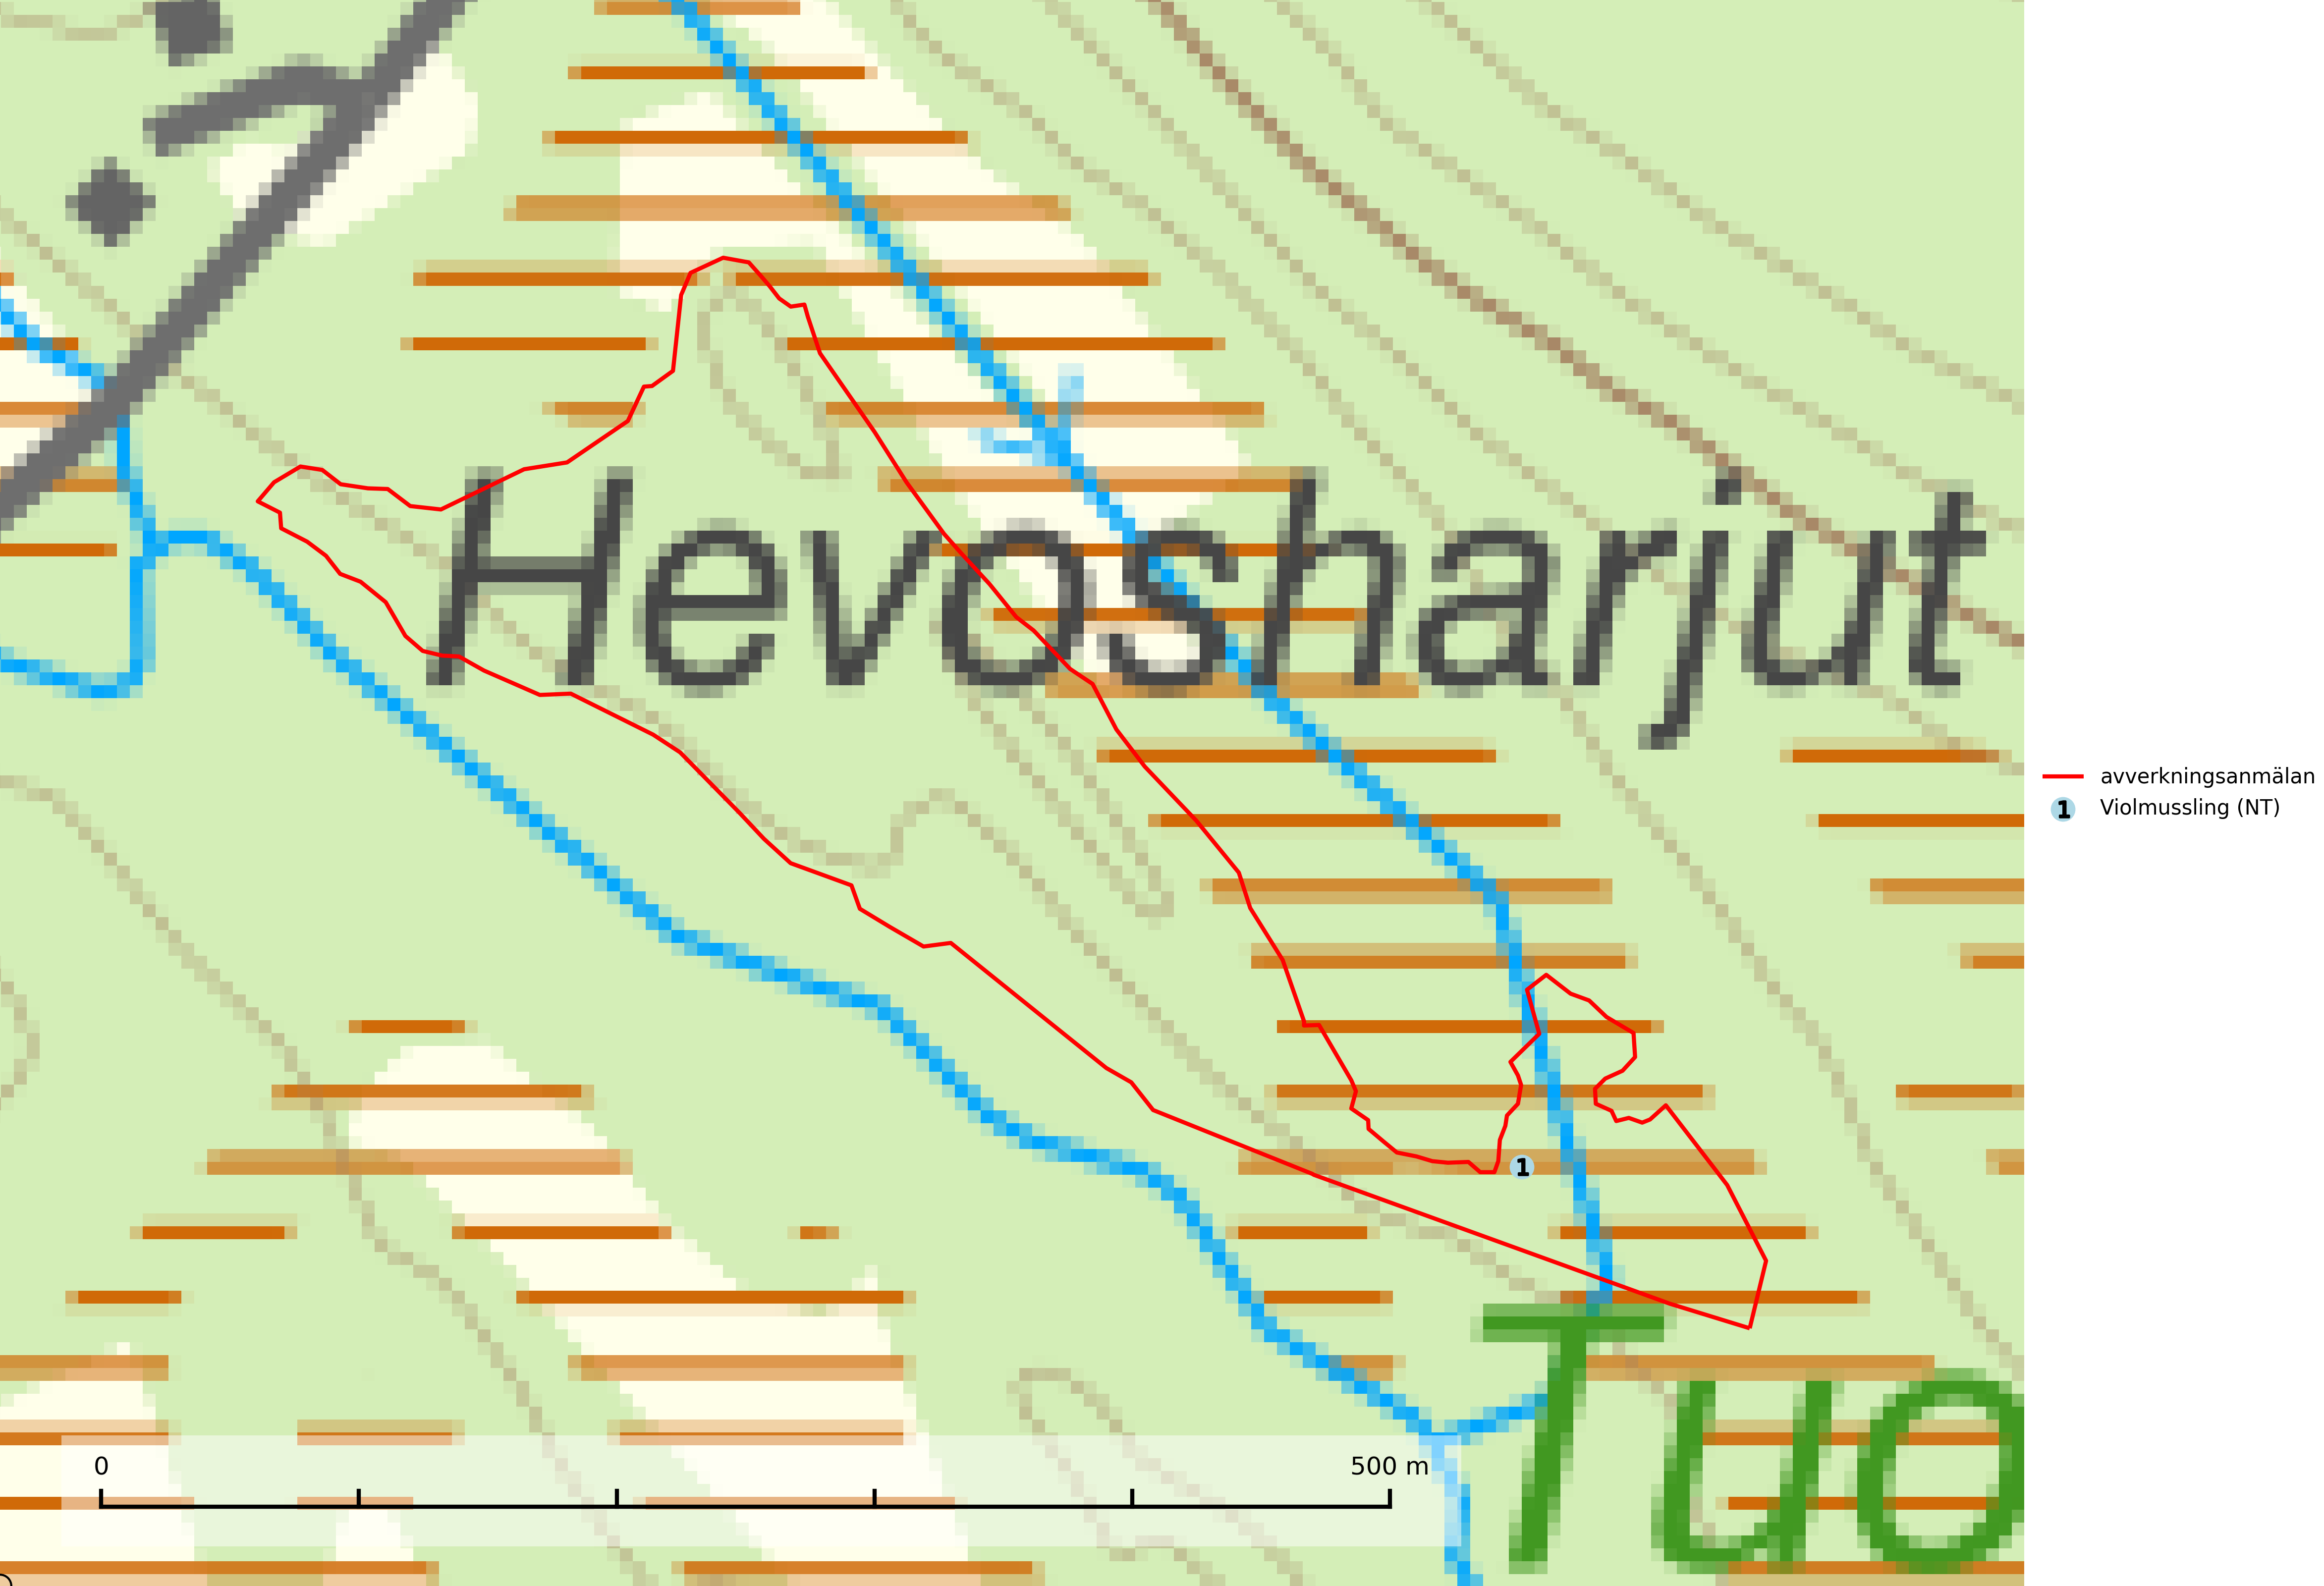 Hevosharjut
avverkningsanmälan
1 Violmussling (NT)
1
Tuo
0 500 m